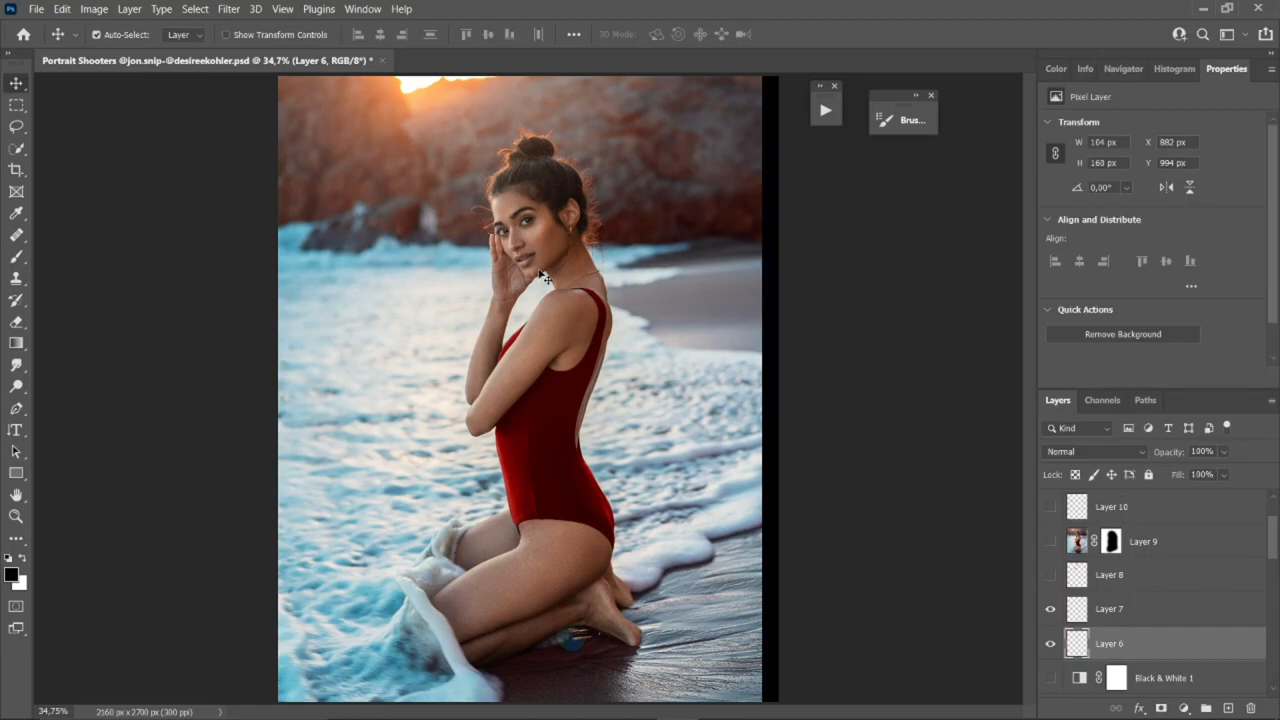 Ps File Edit Image Layer Type Select Filter 3D View Plugins Window Help
Auto-Select: Layer Show Transform Controls 3D Mode:
Portrait Shooters @jon.snip-@desireekohler.psd @ 34,7% (Layer 6, RGB/8*) *
Color Info Navigator Histogram Properties
Pixel Layer
Brus...
Transform
W 104 px X 882 px
H 160 px Y 994 px
0,00°
Align and Distribute
Align:
Quick Actions
Remove Background
Layers Channels Paths
Kind
Normal Opacity: 100%
Lock: Fill: 100%
Layer 10
Layer 9
Layer 8
Layer 7
Layer 6
Black & White 1
34,75% 2160 px x 2700 px (300 ppi)